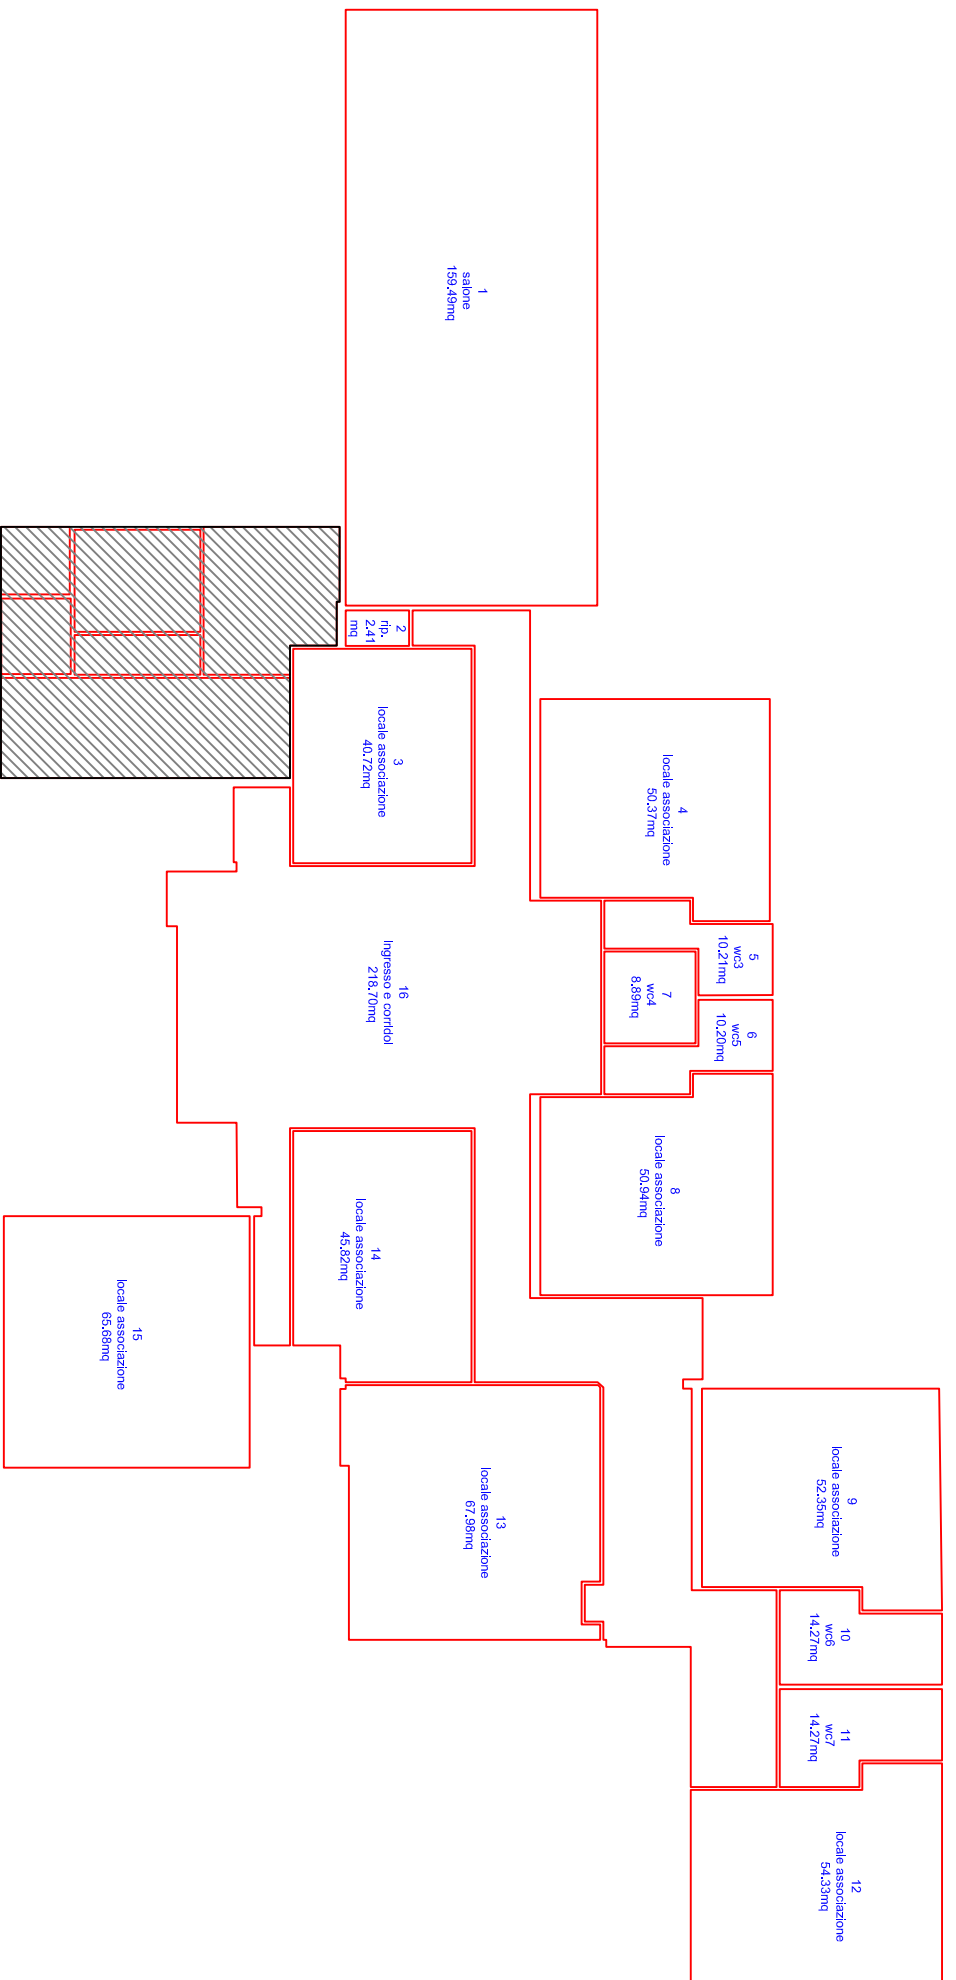 1
salone
159.49mq
2
rip.
2.41
mq
3
locale associazione
40.72mq
4
locale associazione
50.37mq
5
wc3
10.21mq
6
wc5
10.20mq
7
wc4
8.89mq
8
locale associazione
50.94mq
9
locale associazione
52.35mq
10
wc6
14.27mq
11
wc7
14.27mq
12
locale associazione
54.33mq
13
locale associazione
67.98mq
14
locale associazione
45.82mq
15
locale associazione
65.68mq
16
Ingresso e corridoi
218.70mq